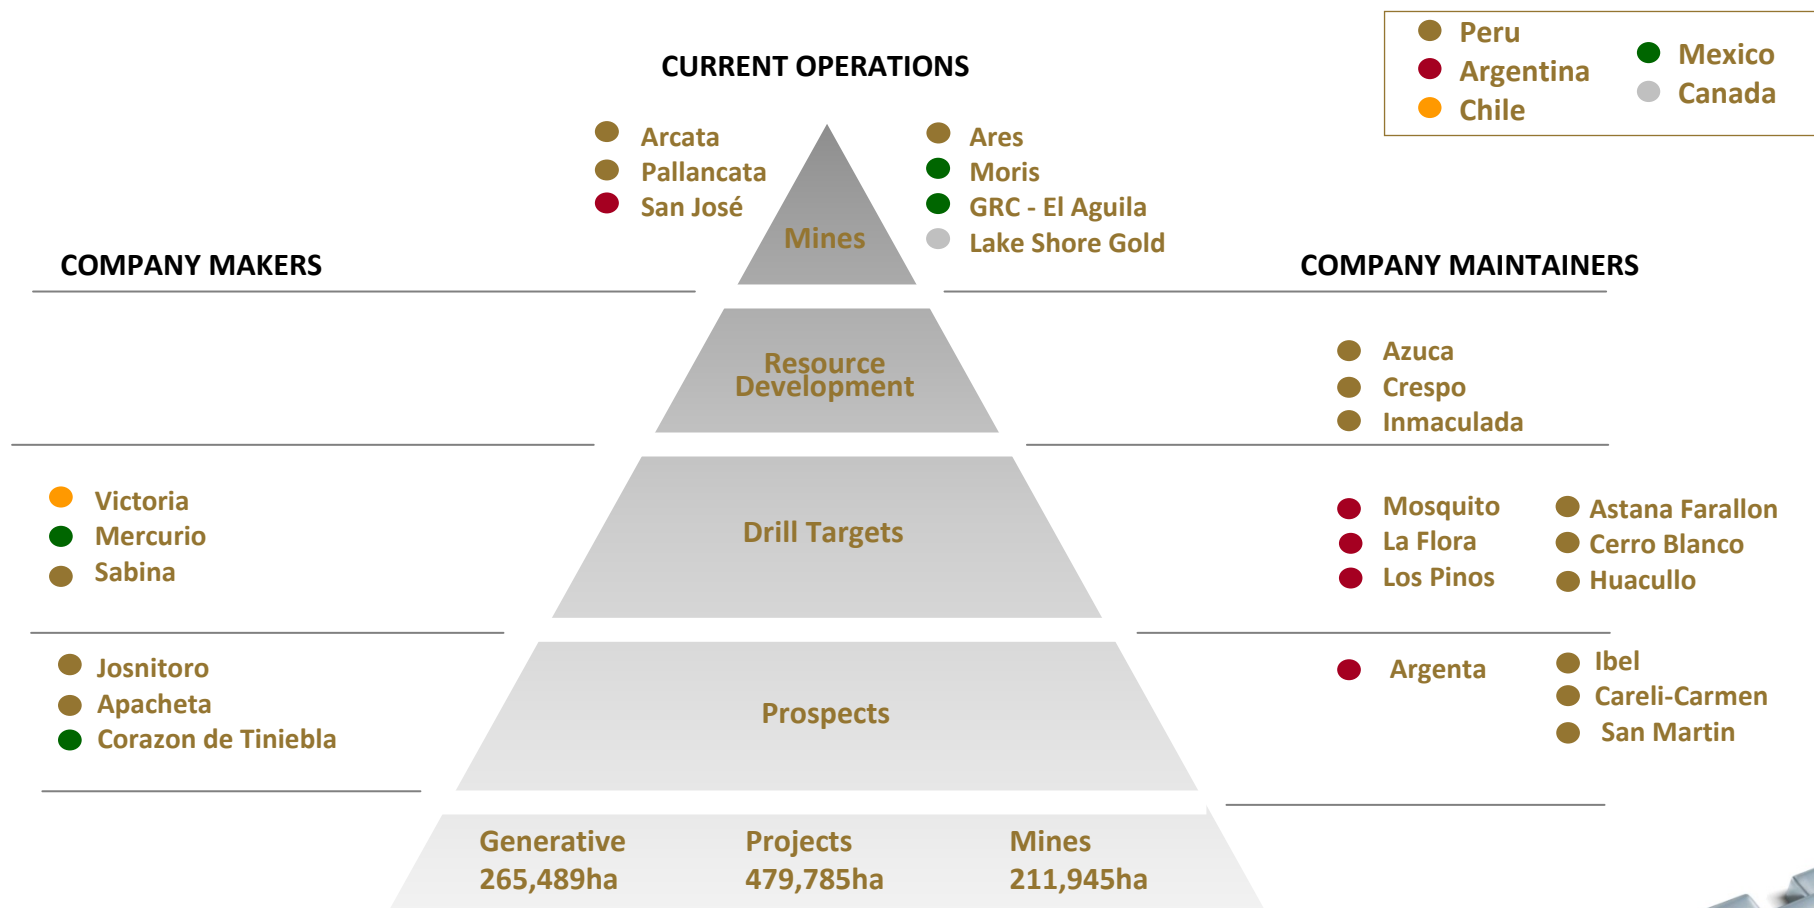 Peru
Argentina
Chile
Mexico
Canada
CURRENT OPERATIONS
Arcata
Pallancata
San José
Ares
Moris
GRC - El Aguila
Lake Shore Gold
Mines
COMPANY MAKERS
COMPANY MAINTAINERS
Resource
Development
Azuca
Crespo
Inmaculada
Victoria
Mercurio
Sabina
Drill Targets
Mosquito
La Flora
Los Pinos
Astana Farallon
Cerro Blanco
Huacullo
Josnitoro
Apacheta
Corazon de Tiniebla
Prospects
Argenta
Ibel
Careli-Carmen
San Martin
Generative
265,489ha
Projects
479,785ha
Mines
211,945ha